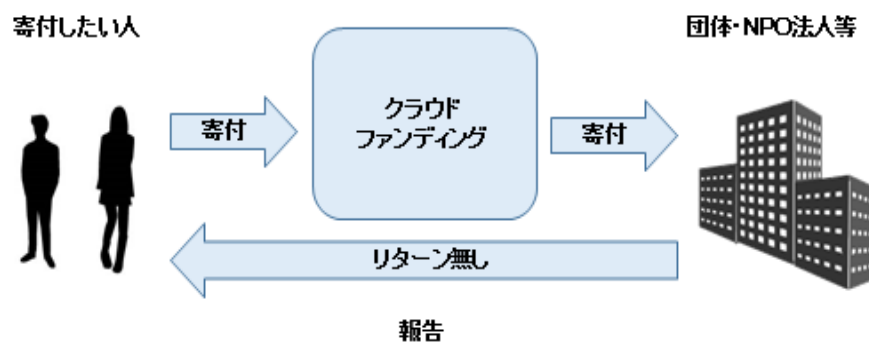 寄付したい人
団体・NPO法人等
クラウド
ファンディング
寄付
寄付
リターン無し
報告